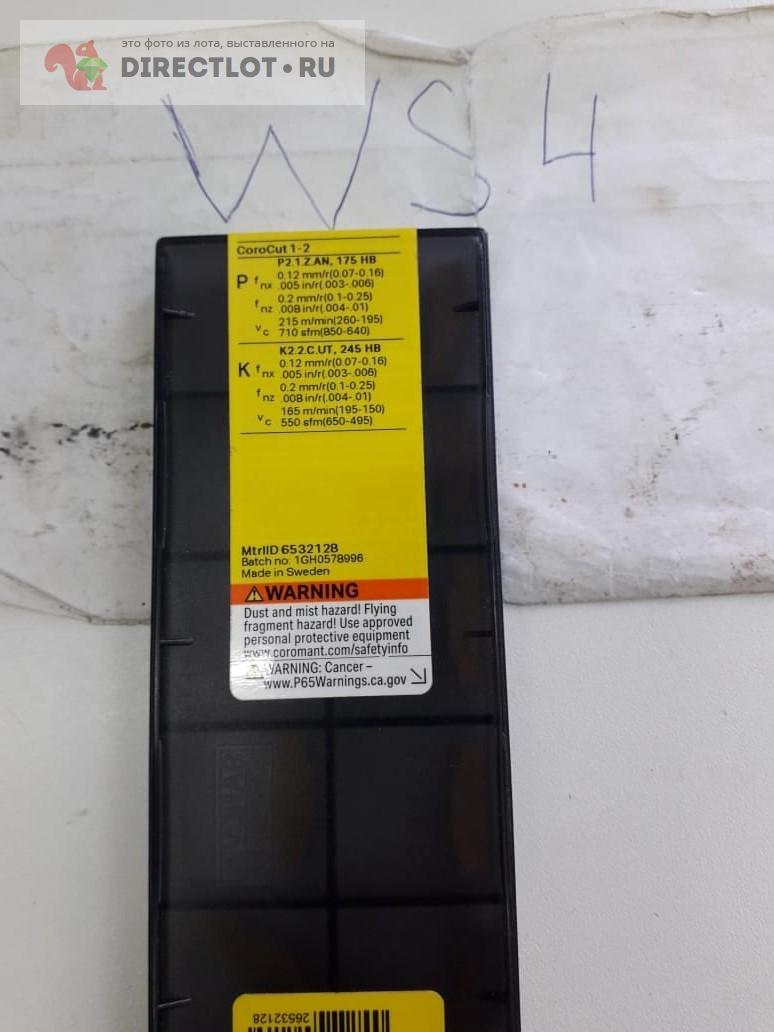 это фото из лота, выставленного на
DIRECTLOT.RU
WS4
CoroCut 1-2
P2.1.Z.AN, 175 HB
P fnx 0.12 mm/r(0.07-0.16)
.005 in/r(.003-.006)
fnz 0.2 mm/r(0.1-0.25)
.008 in/r(.004-.01)
vc 215 m/min(260-195)
710 sfm(850-640)
K2.2.C.UT, 245 HB
K fnx 0.12 mm/r(0.07-0.16)
.005 in/r(.003-.006)
fnz 0.2 mm/r(0.1-0.25)
.008 in/r(.004-.01)
vc 165 m/min(195-150)
550 sfm(650-495)
MtrlID 6532128
Batch no: 1GH0578996
Made in Sweden
WARNING
Dust and mist hazard! Flying
fragment hazard! Use approved
personal protective equipment
www.coromant.com/safetyinfo
WARNING: Cancer –
www.P65Warnings.ca.gov
26532128